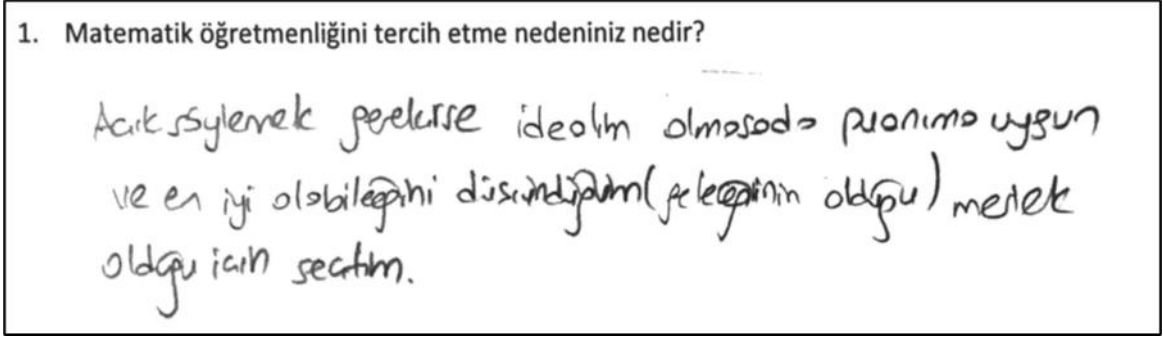 1. Matematik öğretmenliğini tercih etme nedeniniz nedir?
Açık söylemek gerekirse idealim olmasada puanıma uygun
ve en iyi olabileceğini düşündüğüm (geleceğinin olduğu) meslek
olduğu için seçtim.